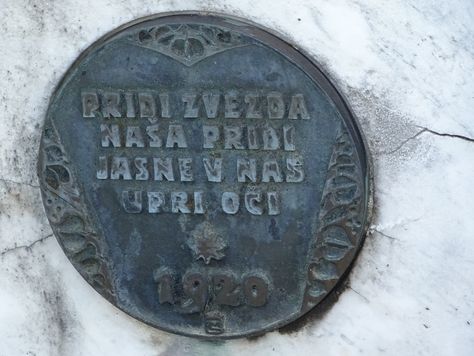 PRIDI ZVEZDA
NAŠA PRIDI
JASNE V NAŠ
UPRI OČI
1920